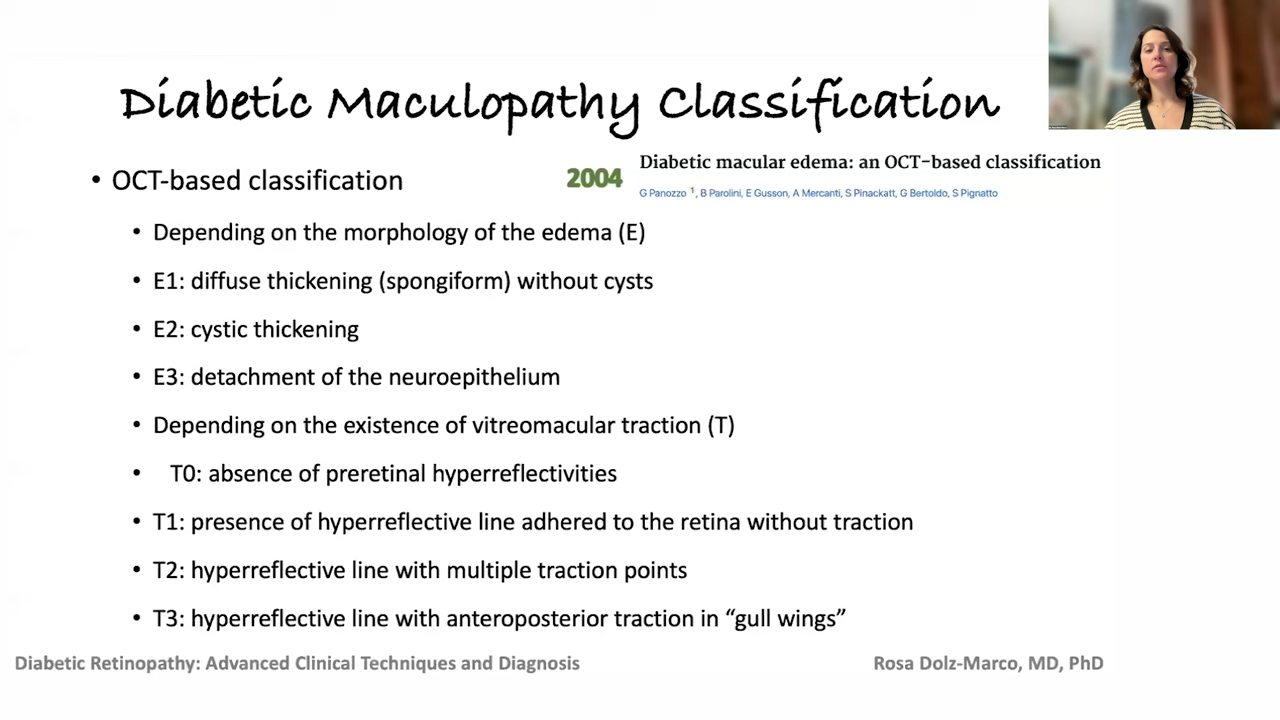 Diabetic Maculopathy Classification
• OCT-based classification
2004
Diabetic macular edema: an OCT-based classification
G Panozzo 1, B Parolini, E Gusson, A Mercanti, S Pinackatt, G Bertoldo, S Pignatto
• Depending on the morphology of the edema (E)
• E1: diffuse thickening (spongiform) without cysts
• E2: cystic thickening
• E3: detachment of the neuroepithelium
• Depending on the existence of vitreomacular traction (T)
• T0: absence of preretinal hyperreflectivities
• T1: presence of hyperreflective line adhered to the retina without traction
• T2: hyperreflective line with multiple traction points
• T3: hyperreflective line with anteroposterior traction in “gull wings”
Diabetic Retinopathy: Advanced Clinical Techniques and Diagnosis
Rosa Dolz-Marco, MD, PhD